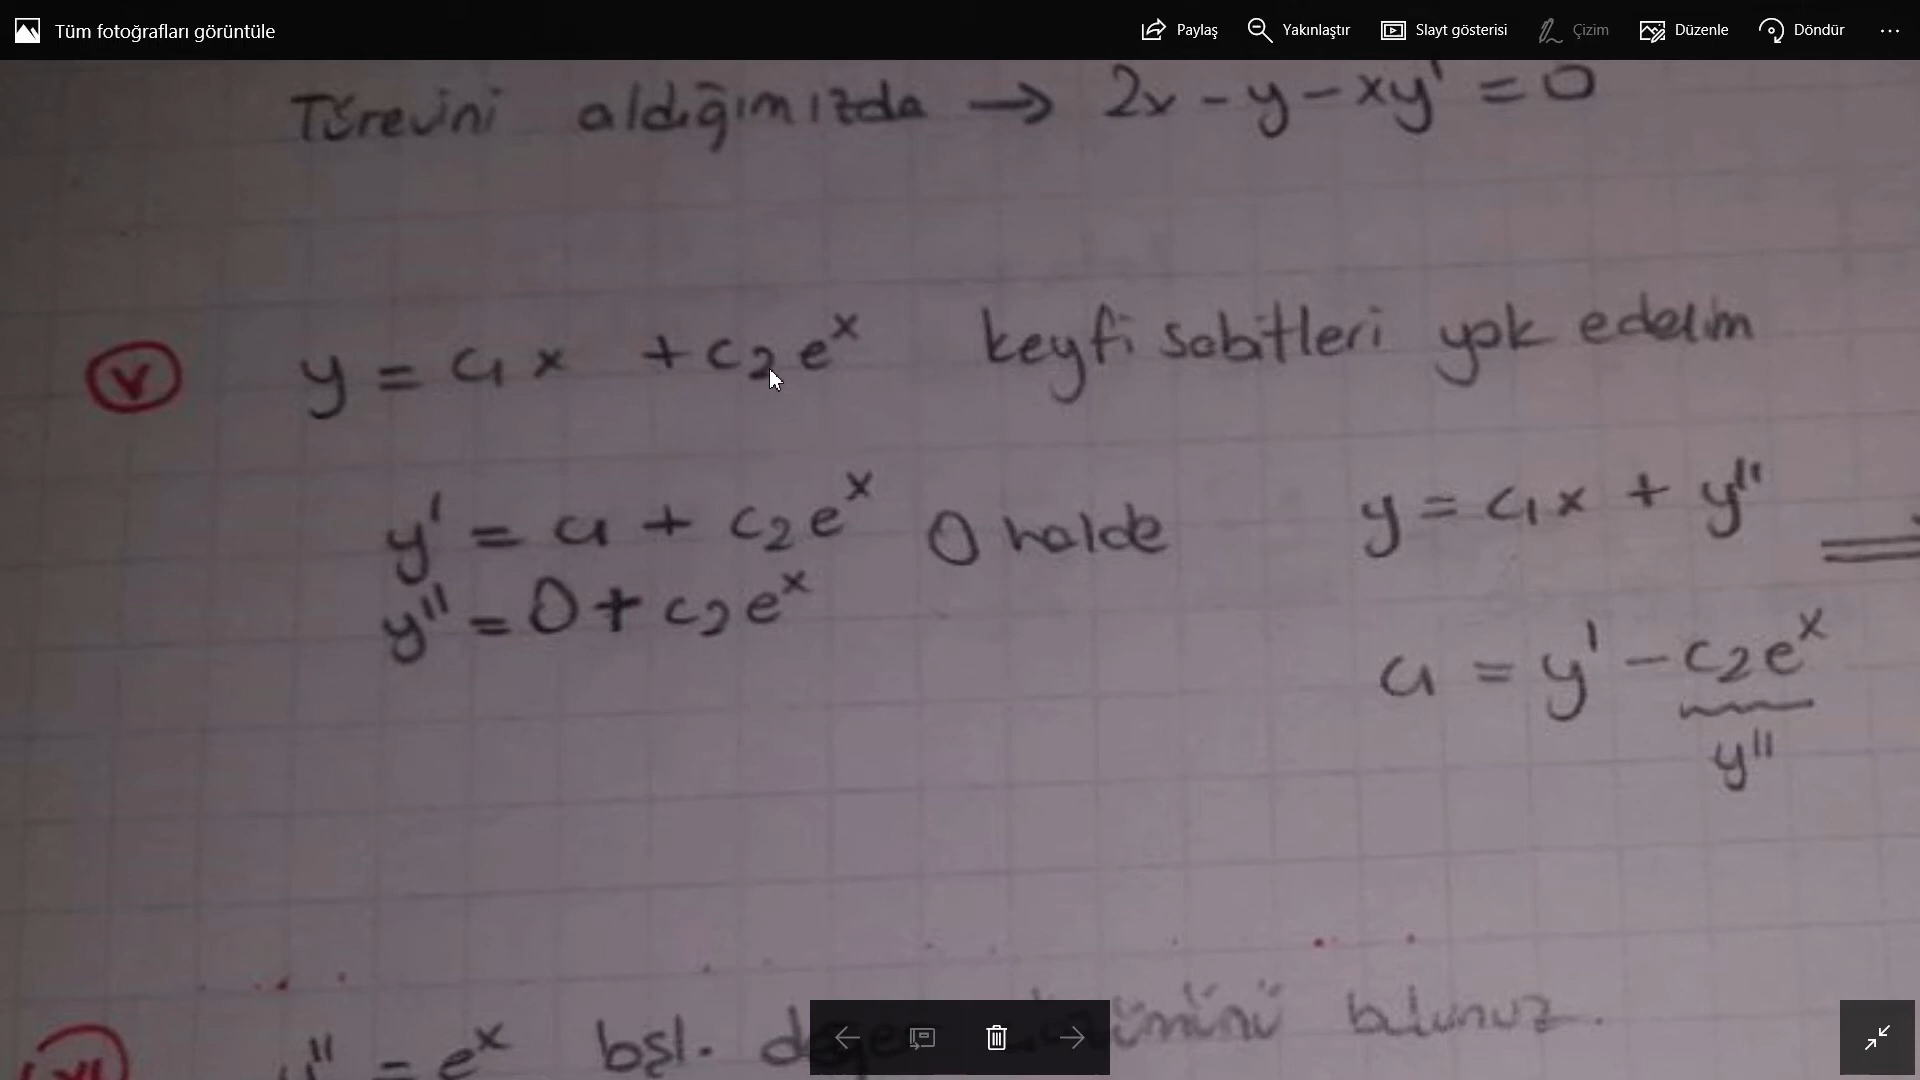 Tüm fotoğrafları görüntüle
Paylaş Yakınlaştır Slayt gösterisi Çizim Düzenle Döndür ...
Türevini aldığımızda → 2x - y - xy' = 0
V y = c1 x + c2 e^x keyfi sabitleri yok edelim
y' = c1 + c2 e^x O halde y = c1 x + y''
y'' = 0 + c2 e^x
c1 = y' - c2 e^x
y''
y'' = e^x bşl. bulunuz.